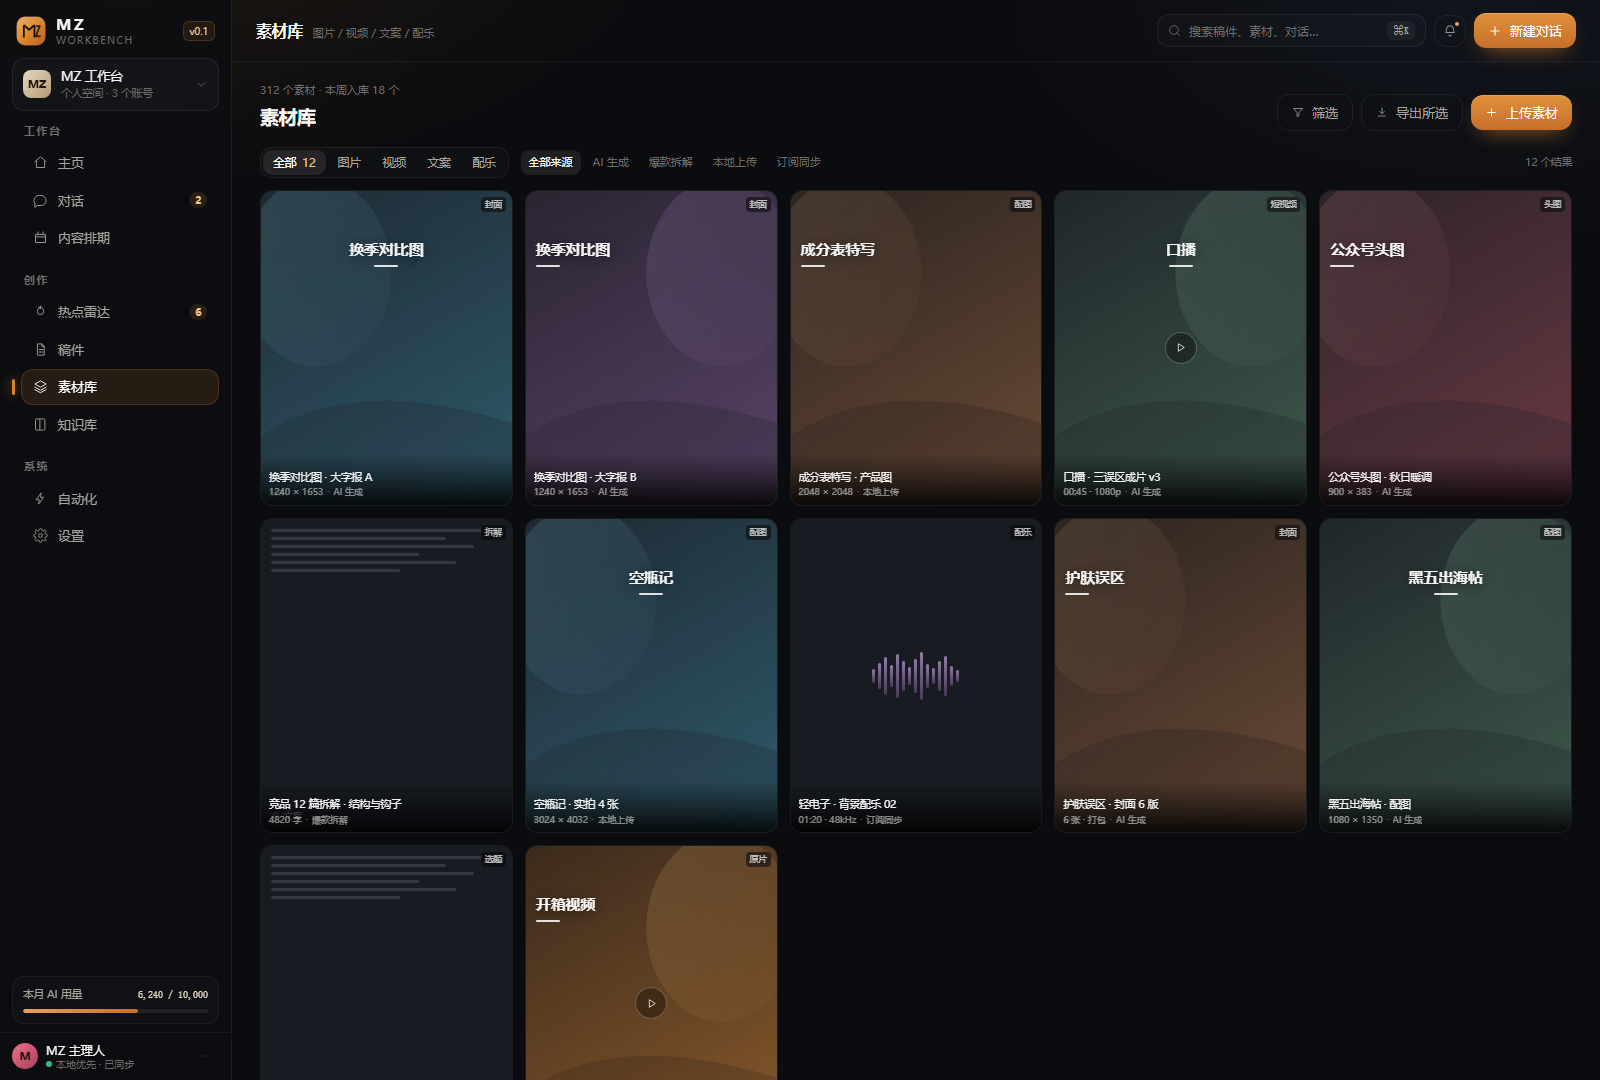 MZ
WORKBENCH
v0.1
MZ
MZ 工作台
个人空间 · 3 个账号
工作台
主页
对话
2
内容排期
创作
热点雷达
6
稿件
素材库
知识库
系统
自动化
设置
本月 AI 用量
6,240 / 10,000
M
MZ 主理人
本地优先 · 已同步
素材库
图片 / 视频 / 文案 / 配乐
搜索稿件、素材、对话...
⌘K
新建对话
312 个素材 · 本周入库 18 个
素材库
筛选
导出所选
上传素材
全部 12
图片
视频
文案
配乐
全部来源
AI 生成
爆款拆解
本地上传
订阅同步
12 个结果
封面
换季对比图
换季对比图 · 大字报 A
1240 × 1653 · AI 生成
封面
换季对比图
换季对比图 · 大字报 B
1240 × 1653 · AI 生成
配图
成分表特写
成分表特写 · 产品图
2048 × 2048 · 本地上传
短视频
口播
口播 · 三误区成片 v3
00:45 · 1080p · AI 生成
头图
公众号头图
公众号头图 · 秋日暖调
900 × 383 · AI 生成
拆解
竞品 12 篇拆解 · 结构与钩子
4820 字 · 爆款拆解
配图
空瓶记
空瓶记 · 实拍 4 张
3024 × 4032 · 本地上传
配乐
轻电子 · 背景配乐 02
01:20 · 48kHz · 订阅同步
封面
护肤误区
护肤误区 · 封面 6 版
6 张 · 打包 · AI 生成
配图
黑五出海帖
黑五出海帖 · 配图
1080 × 1350 · AI 生成
选题
原片
开箱视频